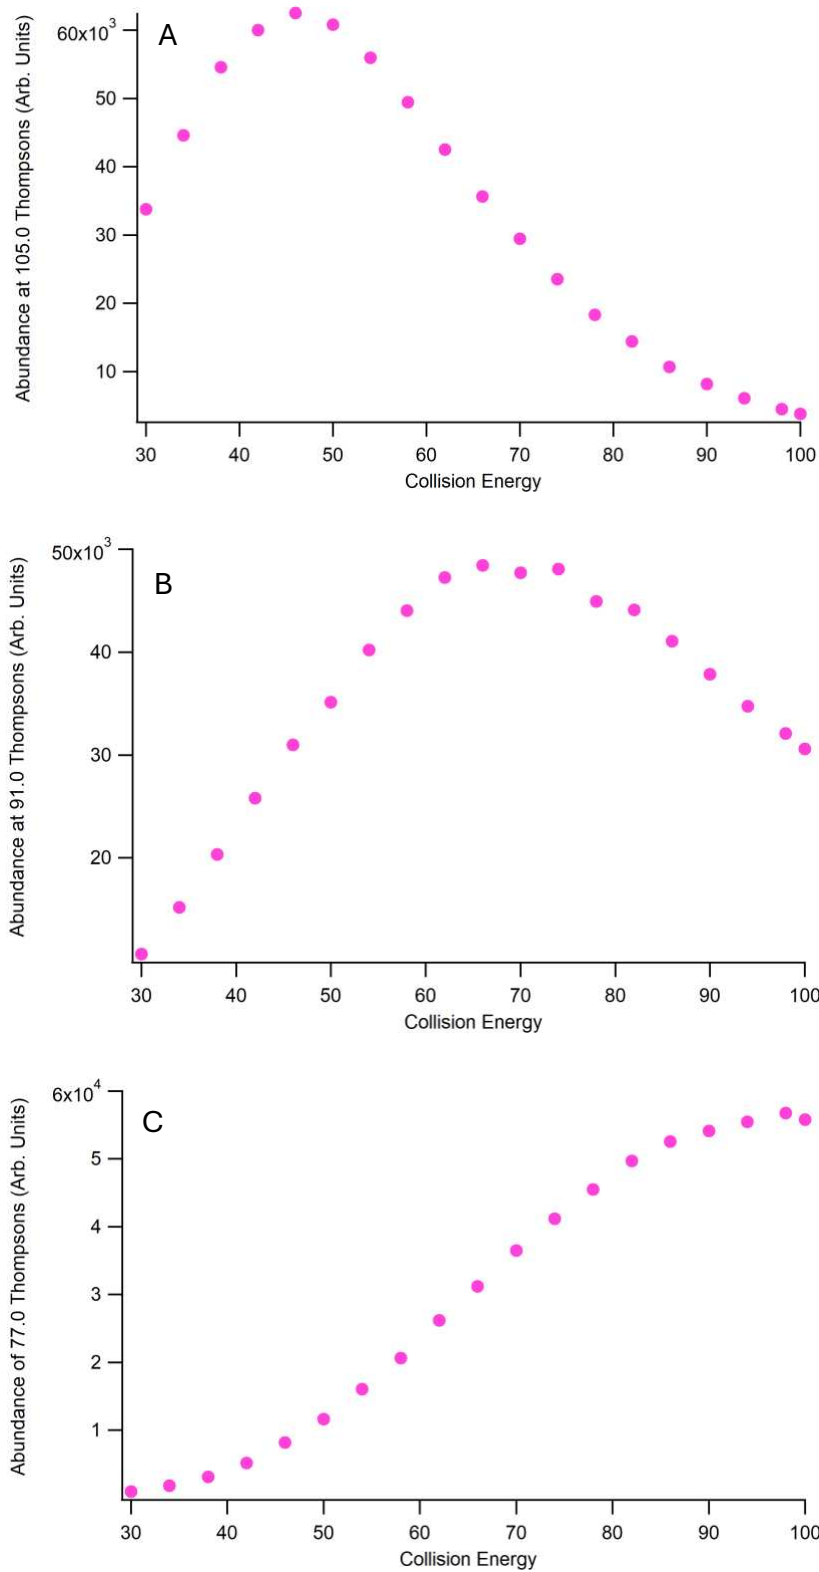 60x10³
A
50
40
30
20
10
Abundance at 105.0 Thompsons (Arb. Units)
30 40 50 60 70 80 90 100
Collision Energy
50x10³
B
40
30
20
Abundance at 91.0 Thompsons (Arb. Units)
30 40 50 60 70 80 90 100
Collision Energy
6x10⁴
C
5
4
3
2
1
Abundance of 77.0 Thompsons (Arb. Units)
30 40 50 60 70 80 90 100
Collision Energy